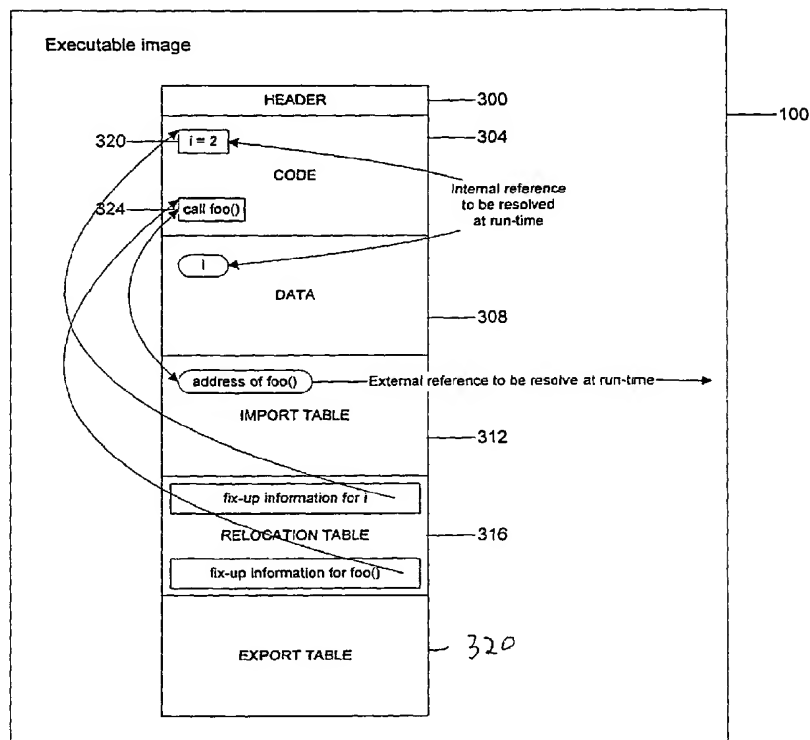 Executable image
HEADER
300
100
304
320
i = 2
CODE
Internal reference
to be resolved
at run-time
324
call foo()
i
DATA
308
address of foo()
External reference to be resolve at run-time
IMPORT TABLE
312
fix-up information for i
RELOCATION TABLE
316
fix-up information for foo()
EXPORT TABLE
320